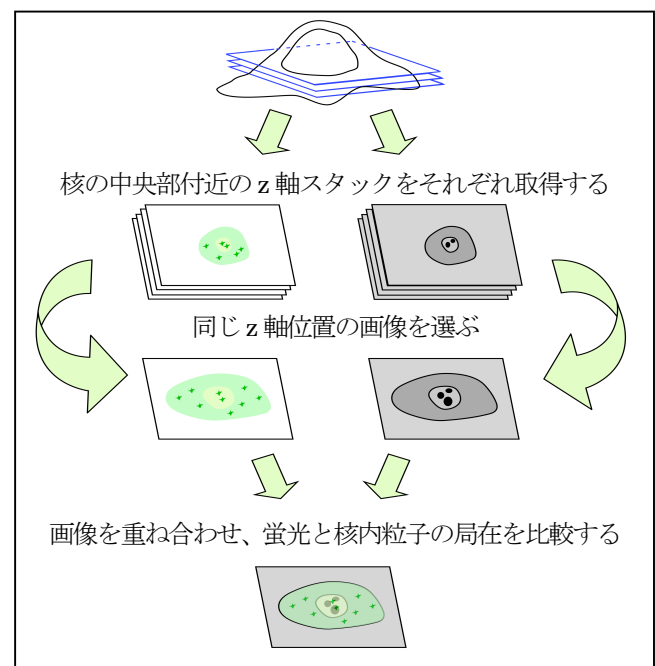 核の中央部付近の z 軸スタックをそれぞれ取得する
同じ z 軸位置の画像を選ぶ
画像を重ね合わせ、蛍光と核内粒子の局在を比較する